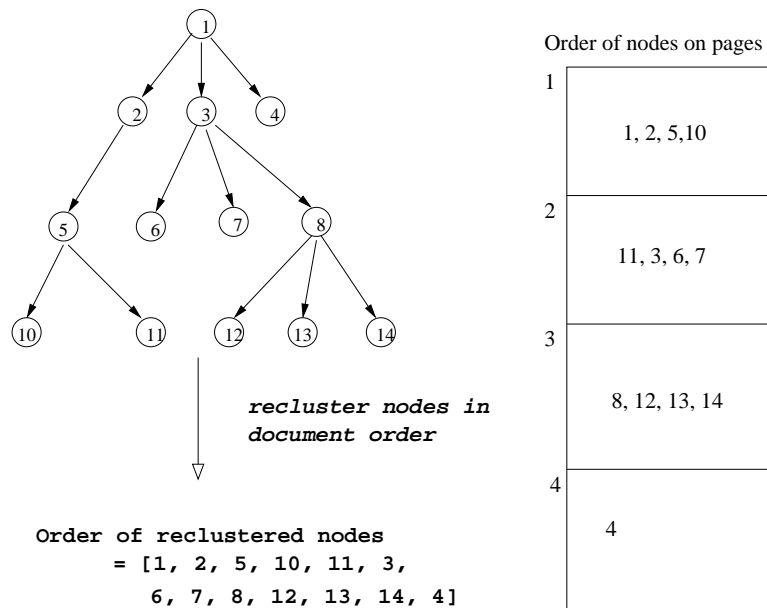 1
2
3
4
5
6
7
8
10
11
12
13
14
recluster nodes in
document order
Order of reclustered nodes
= [1, 2, 5, 10, 11, 3,
6, 7, 8, 12, 13, 14, 4]
Order of nodes on pages
1
1, 2, 5,10
2
11, 3, 6, 7
3
8, 12, 13, 14
4
4